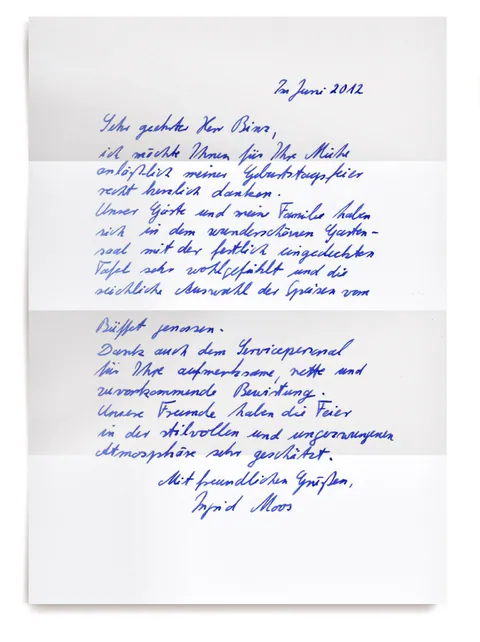 Im Juni 2012
Sehr geehrter Herr Binz,
ich möchte Ihnen für Ihre Mühe
anläßlich meiner Geburtstagsfeier
recht herzlich danken.
Unser Gäste und meine Familie haben
sich in dem wunderschönen Garten-
saal mit der festlich eingedeckten
Tafel sehr wohlgefühlt und die
reichliche Auswahl der Speisen vom
Büffet genossen.
Dank auch dem Servicepersonal
für Ihre aufmerksame, nette und
zuvorkommende Bewirtung.
Unsere Freunde haben die Feier
in der stilvollen und ungezwungenen
Atmosphäre sehr geschätzt.
Mit freundlichen Grüßen,
Ingrid Moos